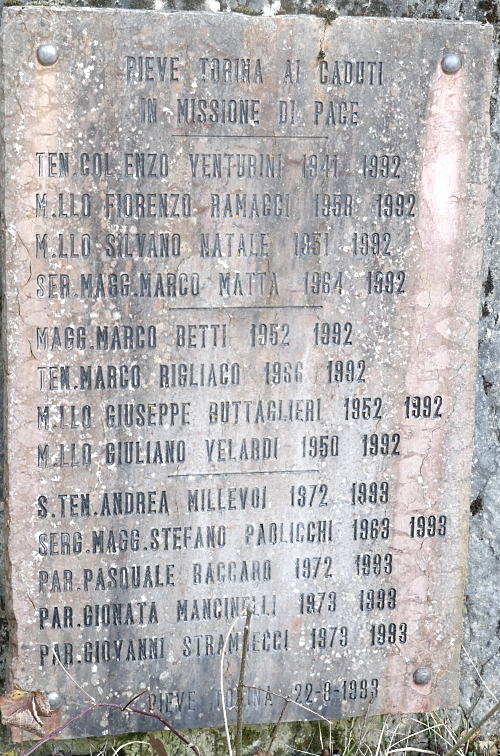 PIEVE TORINA AI CADUTI
IN MISSIONE DI PACE
TEN.COL.ENZO VENTURINI 1941 1992
M.LLO FIORENZO RAMACCI 1958 1992
M.LLO SILVANO NATALE 1951 1992
SER.MAGG.MARCO MATTA 1964 1992
MAGG.MARCO BETTI 1952 1992
TEN.MARCO RIGLIACO 1966 1992
M.LLO GIUSEPPE BUTTAGLIERI 1952 1992
M.LLO GIULIANO VELARDI 1950 1992
S.TEN.ANDREA MILLEVOI 1972 1993
SERG.MAGG.STEFANO PAOLICCHI 1963 1993
PAR.PASQUALE BACCARO 1972 1993
PAR.GIONATA MANCINELLI 1973 1993
PAR.GIOVANNI STRAMBECCI 1973 1993
PIEVE TORINA 22-8-1993